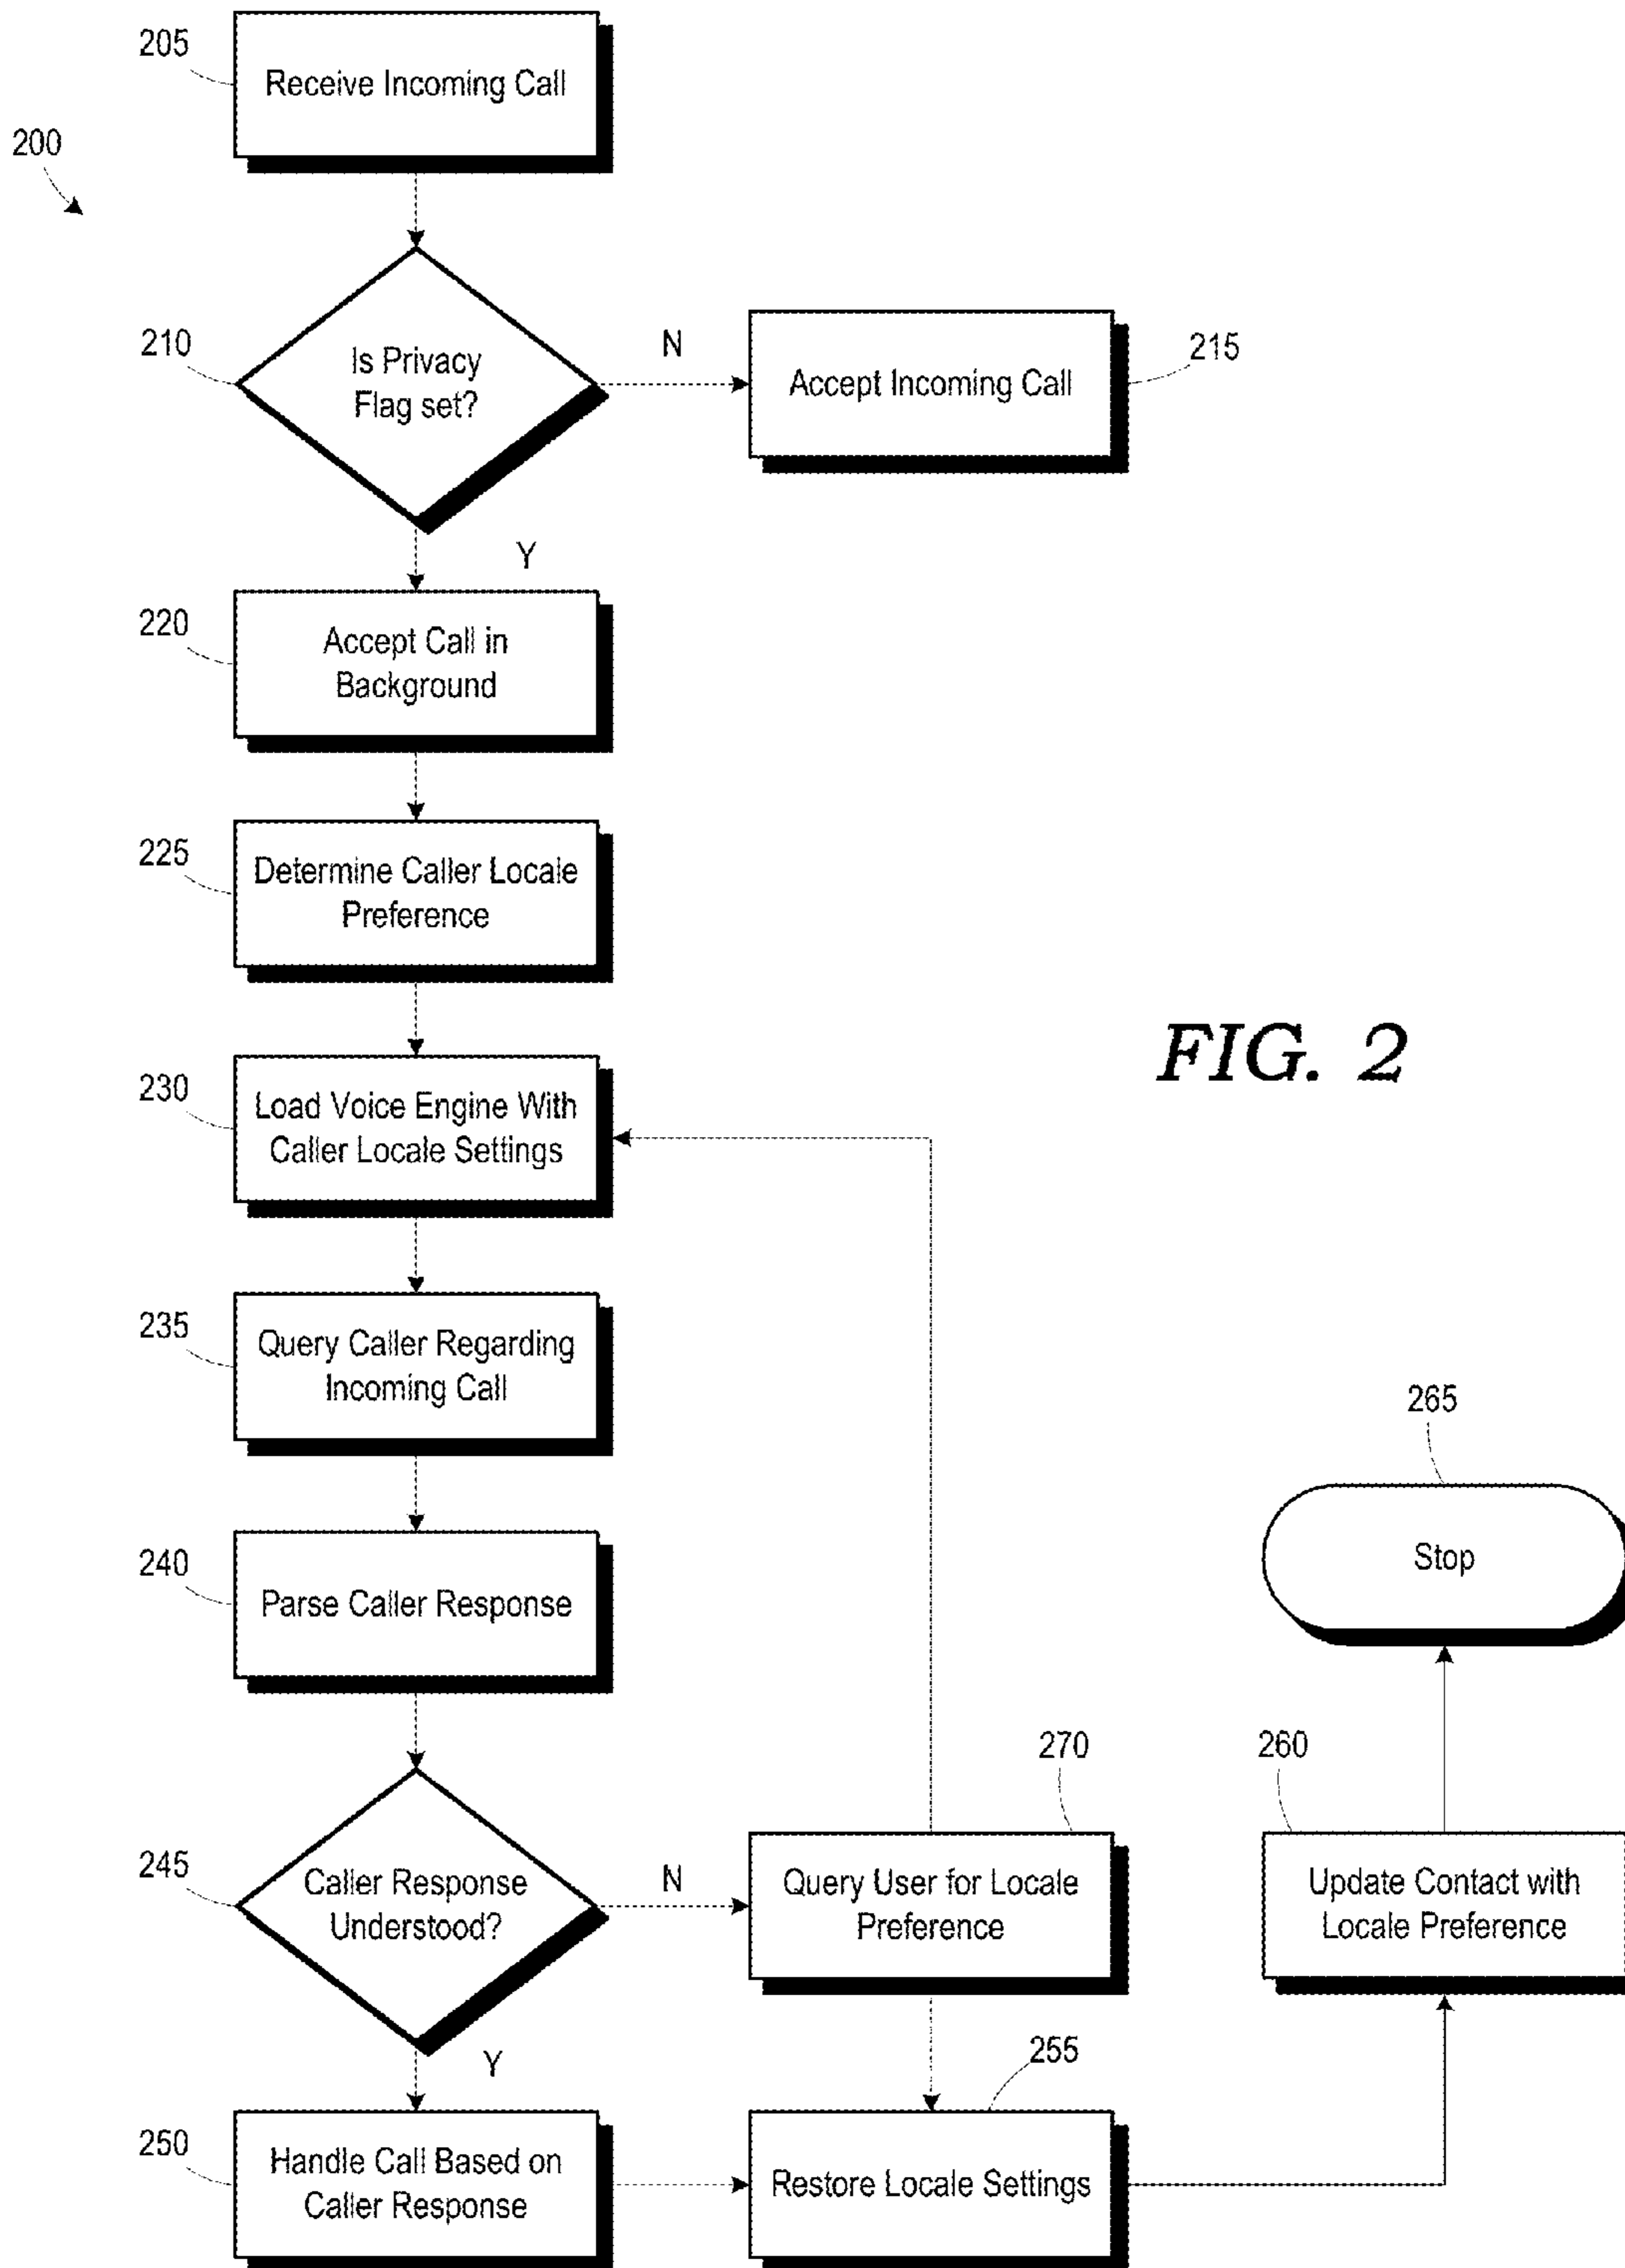 205
Receive Incoming Call
200
210
Is Privacy
Flag set?
N
Accept Incoming Call
215
Y
220
Accept Call in
Background
225
Determine Caller Locale
Preference
230
Load Voice Engine With
Caller Locale Settings
FIG. 2
235
Query Caller Regarding
Incoming Call
240
Parse Caller Response
265
Stop
245
Caller Response
Understood?
N
270
Query User for Locale
Preference
260
Update Contact with
Locale Preference
Y
250
Handle Call Based on
Caller Response
255
Restore Locale Settings